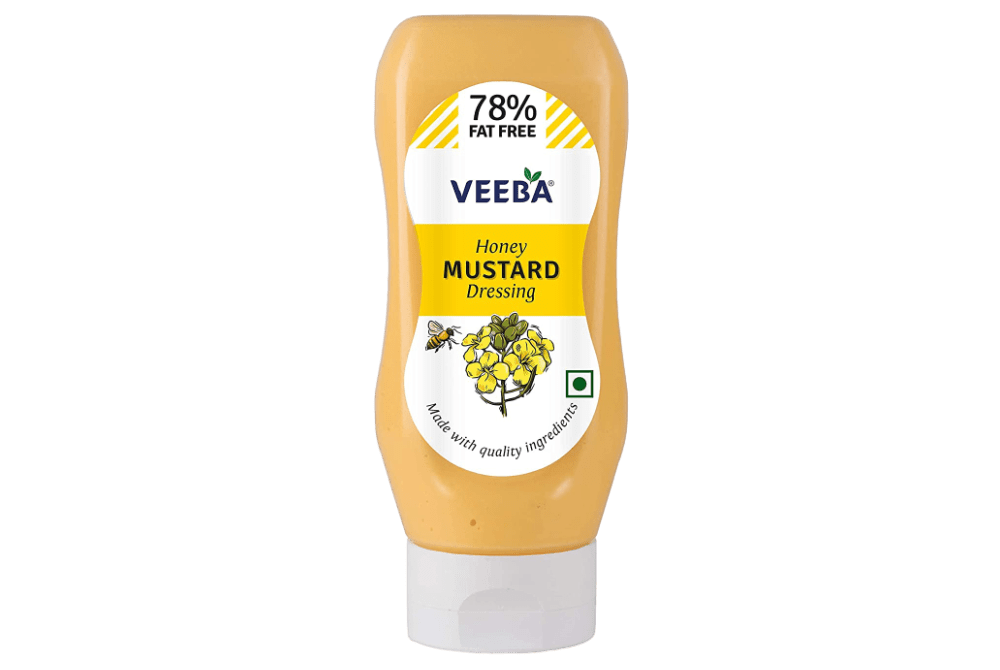 78%
FAT FREE
VEEBA®
Honey
MUSTARD
Dressing
Made with quality ingredients